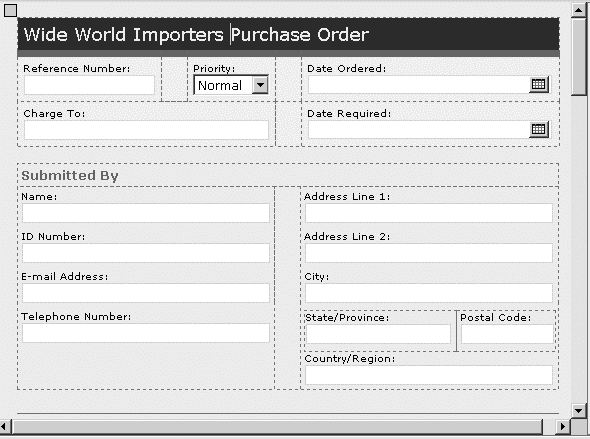 Wide World Importers Purchase Order
Reference Number:
Priority:
Normal
Date Ordered:
Charge To:
Date Required:
Submitted By
Name:
Address Line 1:
ID Number:
Address Line 2:
E-mail Address:
City:
Telephone Number:
State/Province:
Postal Code:
Country/Region: